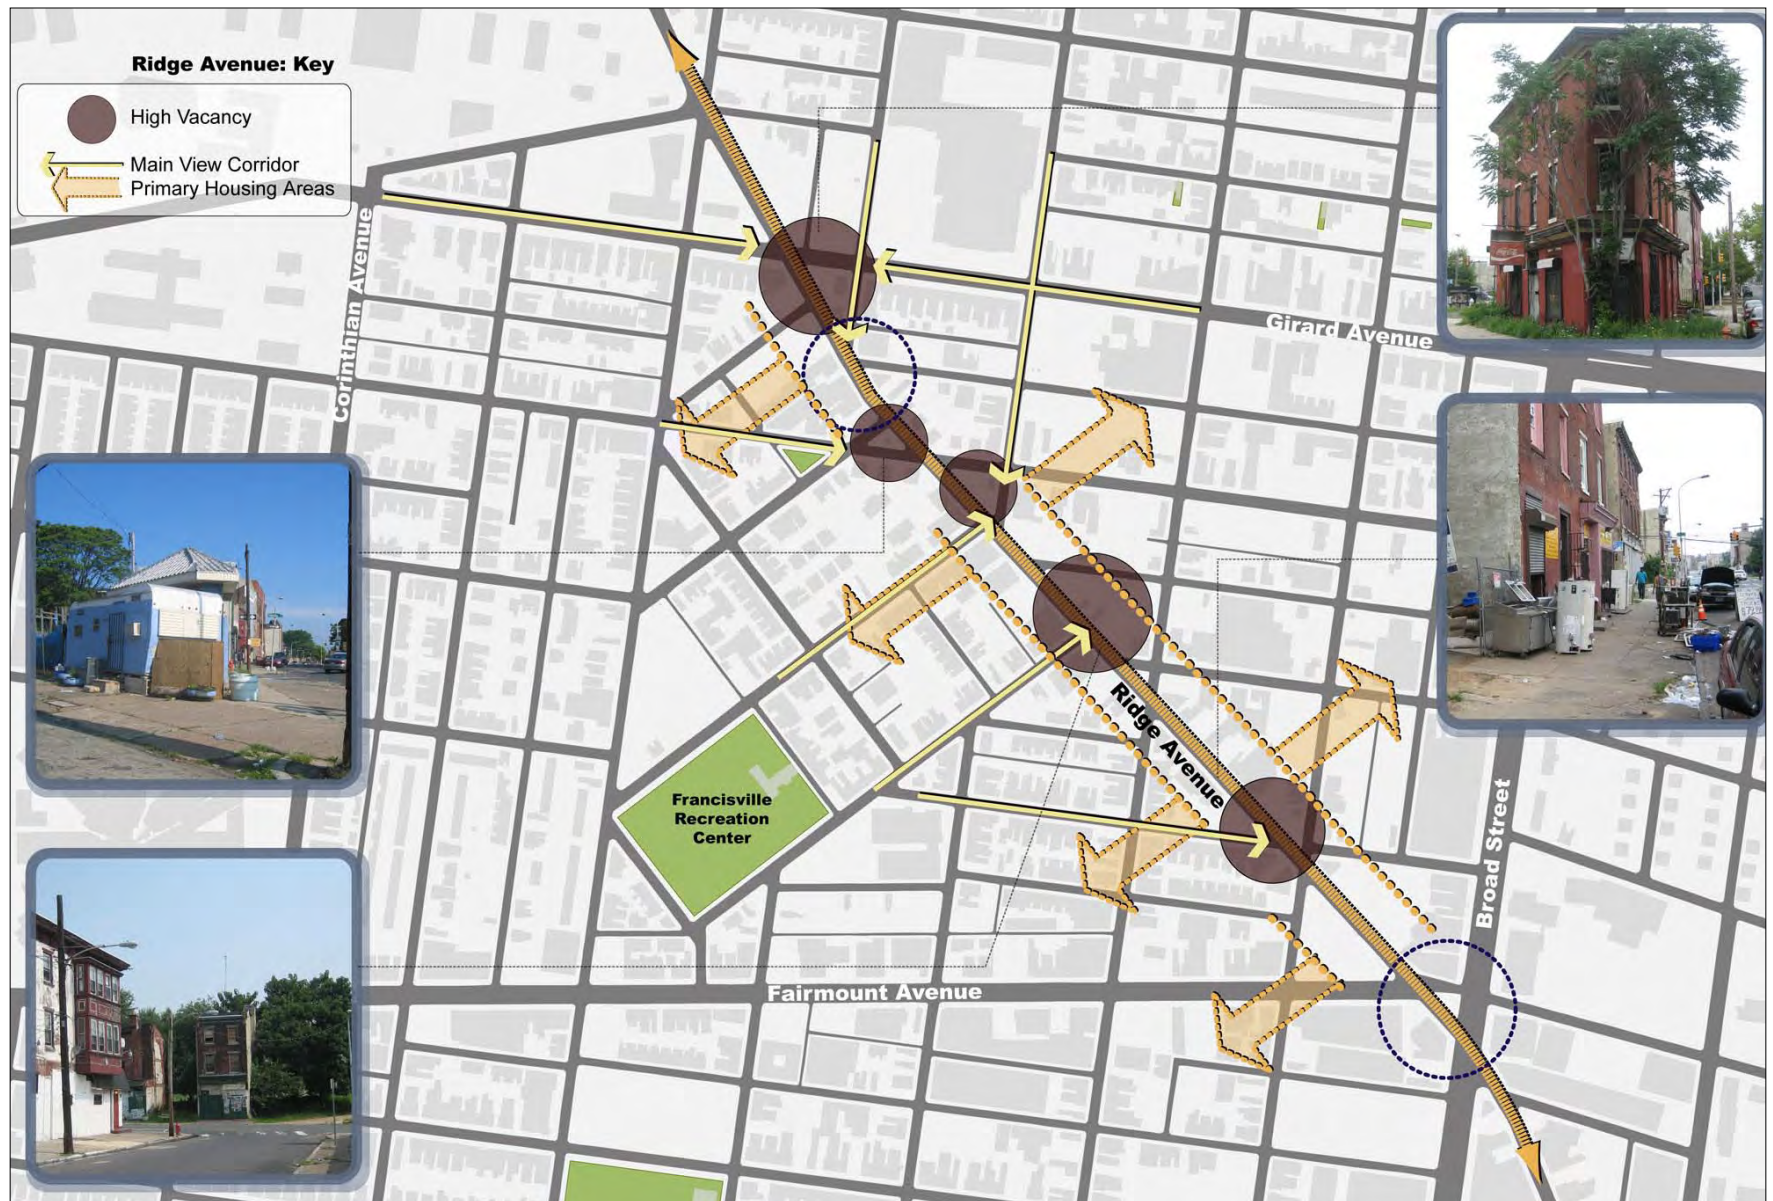 Ridge Avenue: Key
High Vacancy
Main View Corridor
Primary Housing Areas
Corinthian Avenue
Girard Avenue
Ridge Avenue
Francisville
Recreation
Center
Broad Street
Fairmount Avenue